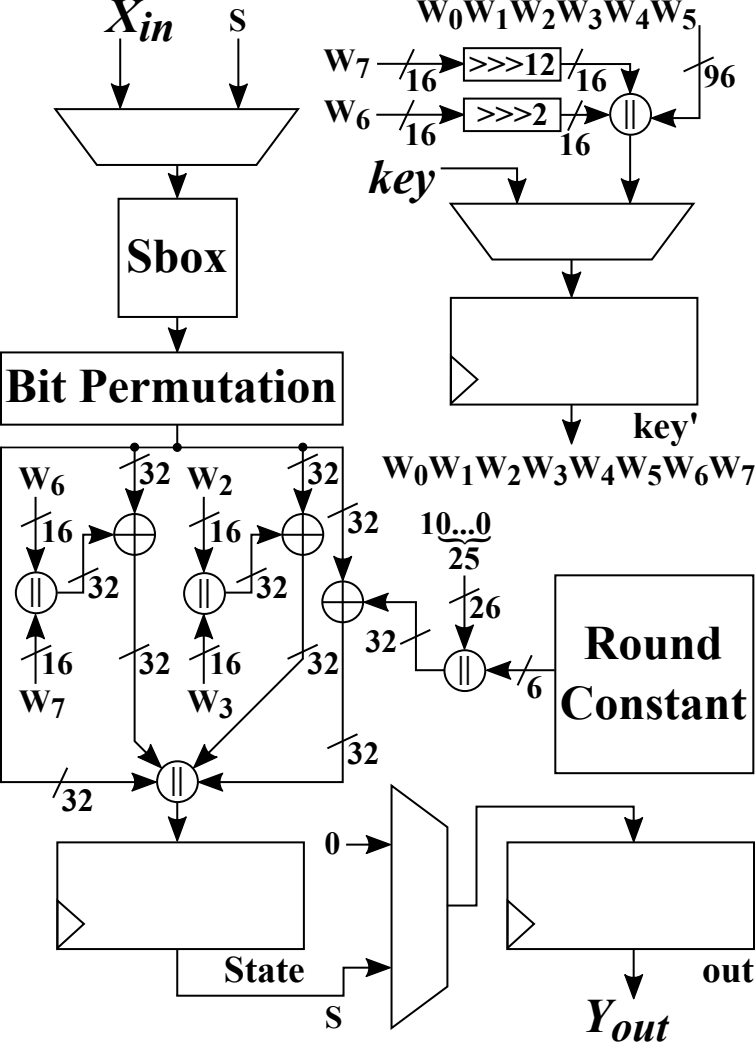 Xin S W0W1W2W3W4W5
W7 16 >>>12 16 96
W6 16 >>>2 16 ||
key
Sbox
Bit Permutation
key'
W0W1W2W3W4W5W6W7
W6 32 W2 32 32
16 16 10...0
25
|| 32 || 32 26
32
16 32 16 32 || 6
W7 W3
Round
Constant
32
32 ||
0
State out
S
Yout